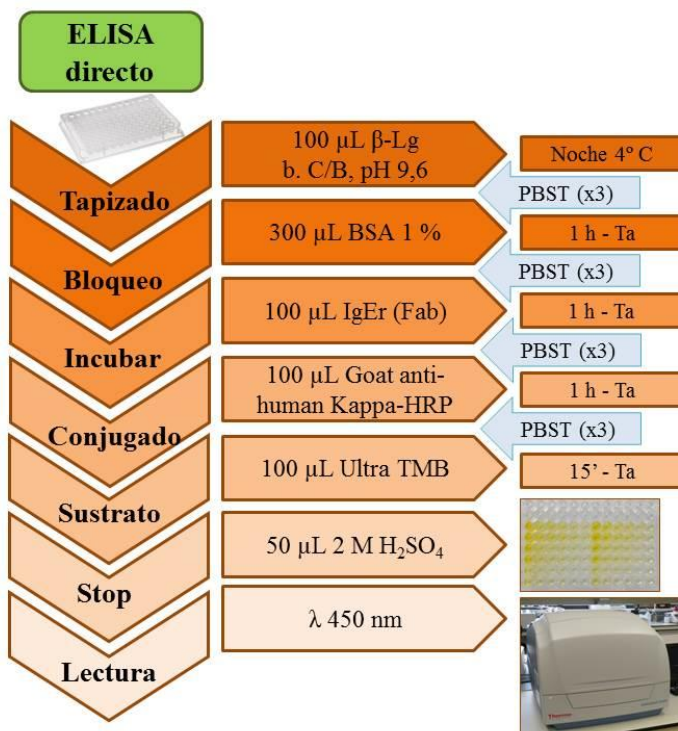 ELISA
directo
100 µL β-Lg
b. C/B, pH 9,6
Noche 4º C
Tapizado
PBST (x3)
300 µL BSA 1 %
1 h - Ta
Bloqueo
PBST (x3)
100 µL IgEr (Fab)
1 h - Ta
Incubar
PBST (x3)
100 µL Goat anti-
human Kappa-HRP
1 h - Ta
Conjugado
PBST (x3)
100 µL Ultra TMB
15’ - Ta
Sustrato
50 µL 2 M H₂SO₄
Stop
λ 450 nm
Lectura
Thermo